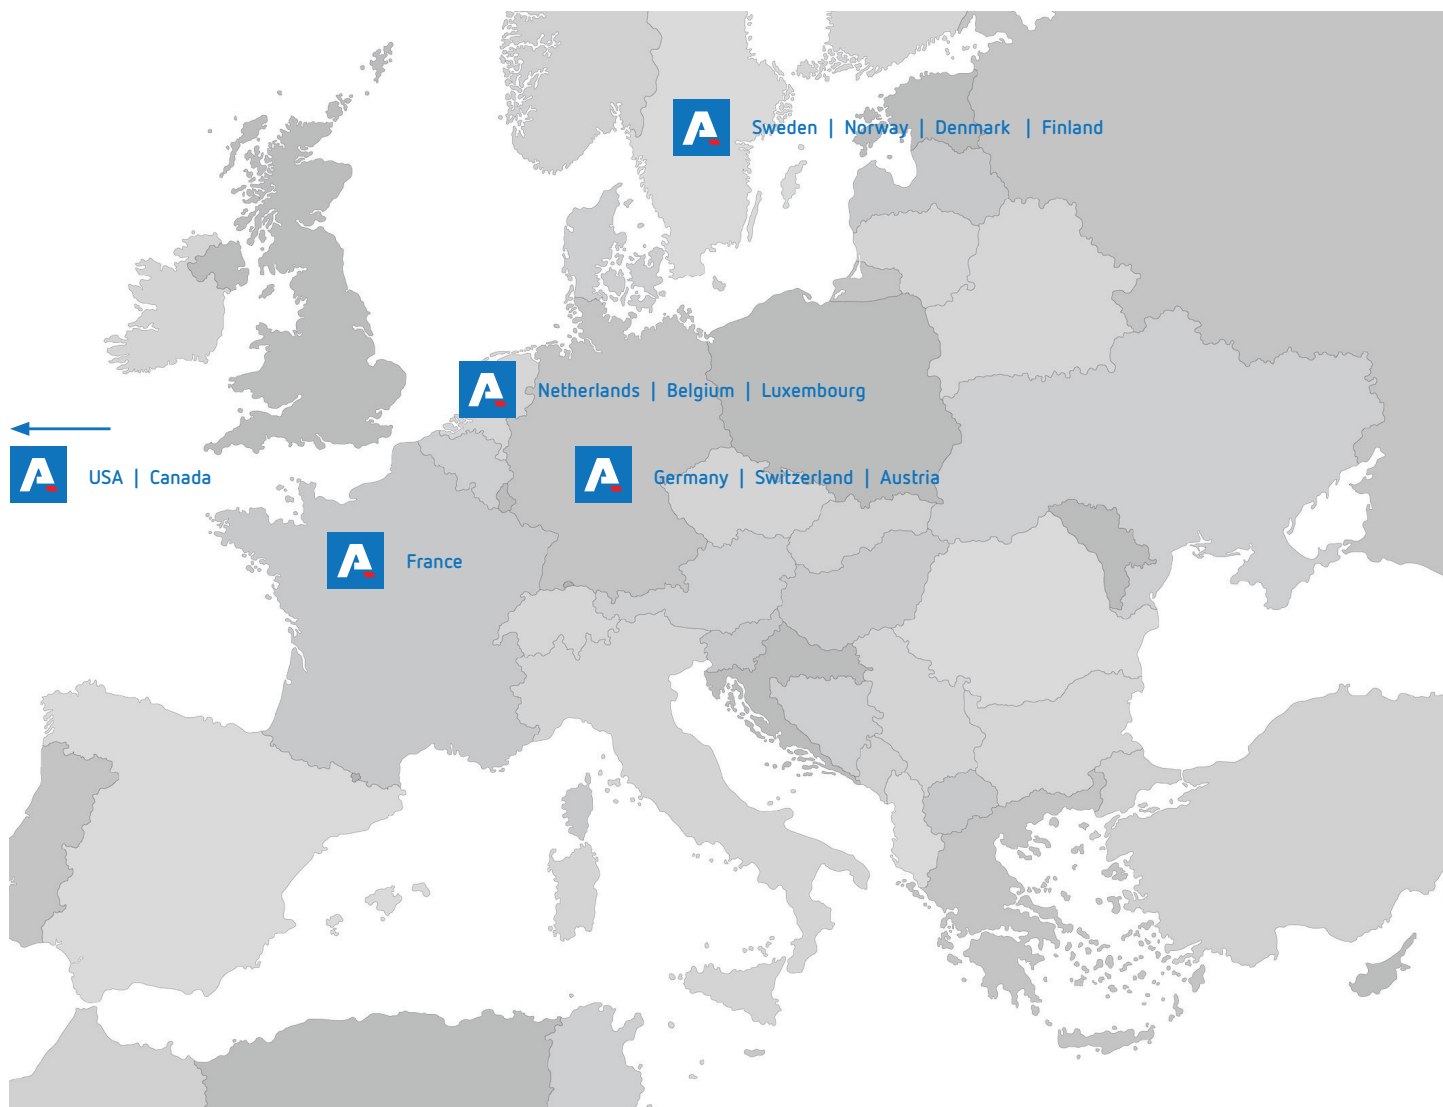 Sweden | Norway | Denmark | Finland
Netherlands | Belgium | Luxembourg
USA | Canada
Germany | Switzerland | Austria
France